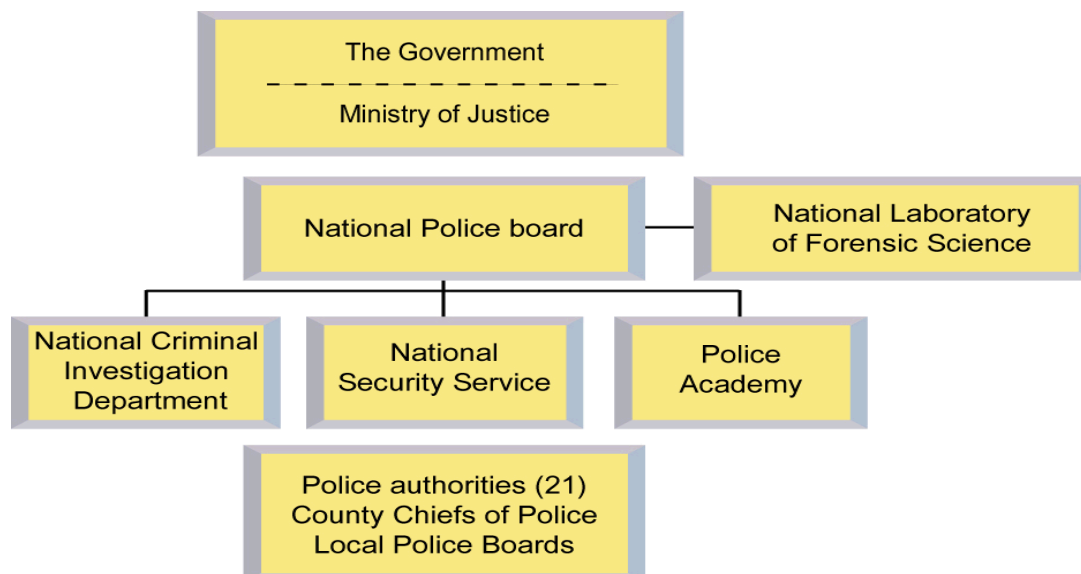 The Government
Ministry of Justice
National Police board
National Laboratory
of Forensic Science
National Criminal
Investigation
Department
National
Security Service
Police
Academy
Police authorities (21)
County Chiefs of Police
Local Police Boards